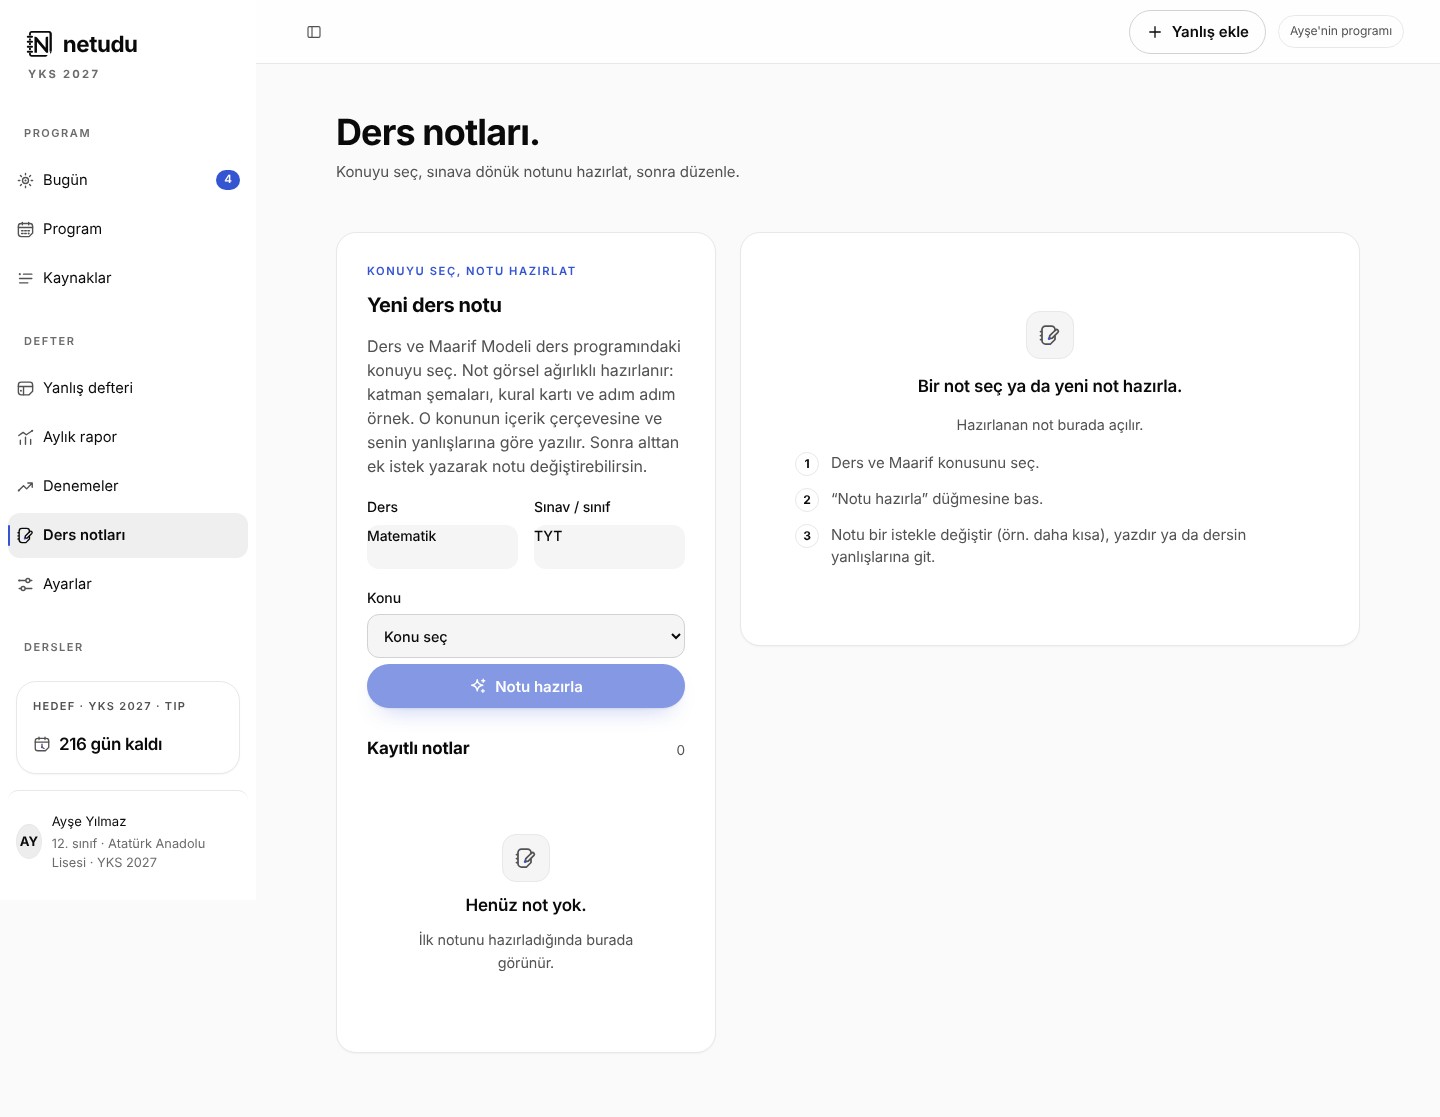 netudu
YKS 2027
PROGRAM
Bugün
4
Program
Kaynaklar
DEFTER
Yanlış defteri
Aylık rapor
Denemeler
Ders notları
Ayarlar
DERSLER
HEDEF · YKS 2027 · TIP
216 gün kaldı
AY
Ayşe Yılmaz
12. sınıf · Atatürk Anadolu
Lisesi · YKS 2027
Yanlış ekle
Ayşe'nin programı
Ders notları.
Konuyu seç, sınava dönük notunu hazırlat, sonra düzenle.
KONUYU SEÇ, NOTU HAZIRLAT
Yeni ders notu
Ders ve Maarif Modeli ders programındaki
konuyu seç. Not görsel ağırlıklı hazırlanır:
katman şemaları, kural kartı ve adım adım
örnek. O konunun içerik çerçevesine ve
senin yanlışlarına göre yazılır. Sonra alttan
ek istek yazarak notu değiştirebilirsin.
Ders
Sınav / sınıf
Matematik
TYT
Konu
Konu seç
Notu hazırla
Kayıtlı notlar
0
Henüz not yok.
İlk notunu hazırladığında burada
görünür.
Bir not seç ya da yeni not hazırla.
Hazırlanan not burada açılır.
1 Ders ve Maarif konusunu seç.
2 “Notu hazırla” düğmesine bas.
3 Notu bir istekle değiştir (örn. daha kısa), yazdır ya da dersin
yanlışlarına git.